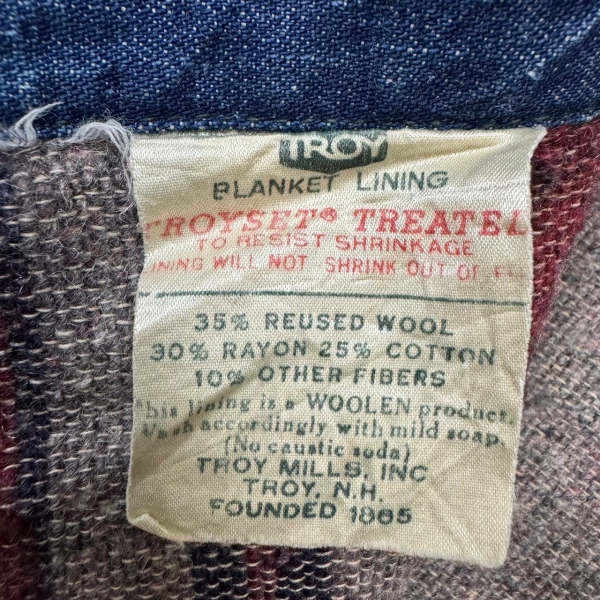 TROY
BLANKET LINING
TROYSET® TREATED
TO RESIST SHRINKAGE
LINING WILL NOT SHRINK OUT OF FIT
35% REUSED WOOL
30% RAYON 25% COTTON
10% OTHER FIBERS
This lining is a WOOLEN product.
Wash accordingly with mild soap.
(No caustic soda)
TROY MILLS, INC
TROY, N.H.
FOUNDED 1865